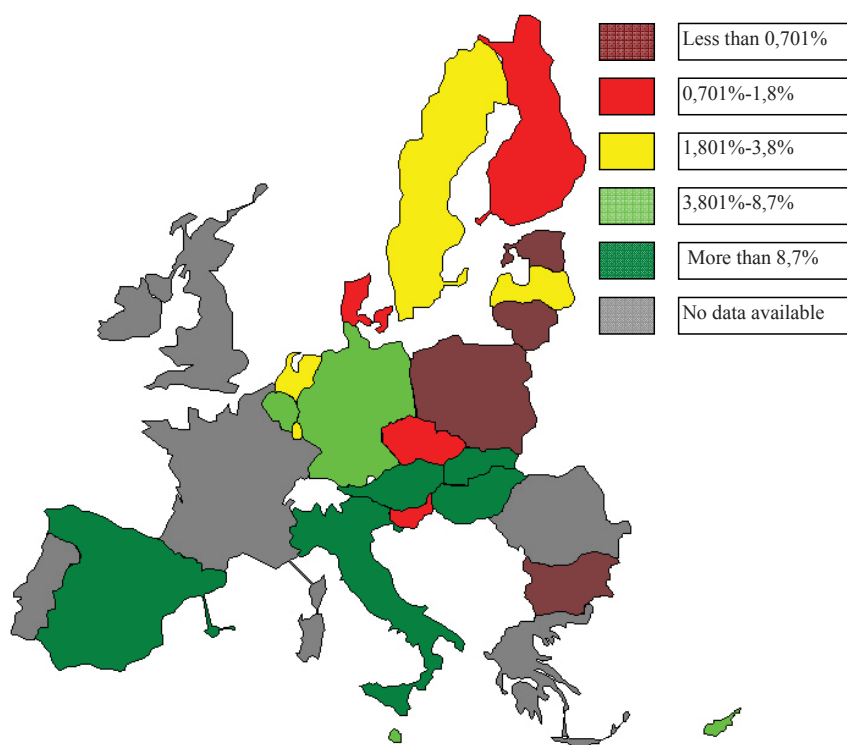 Less than 0,701%
0,701%-1,8%
1,801%-3,8%
3,801%-8,7%
More than 8,7%
No data available